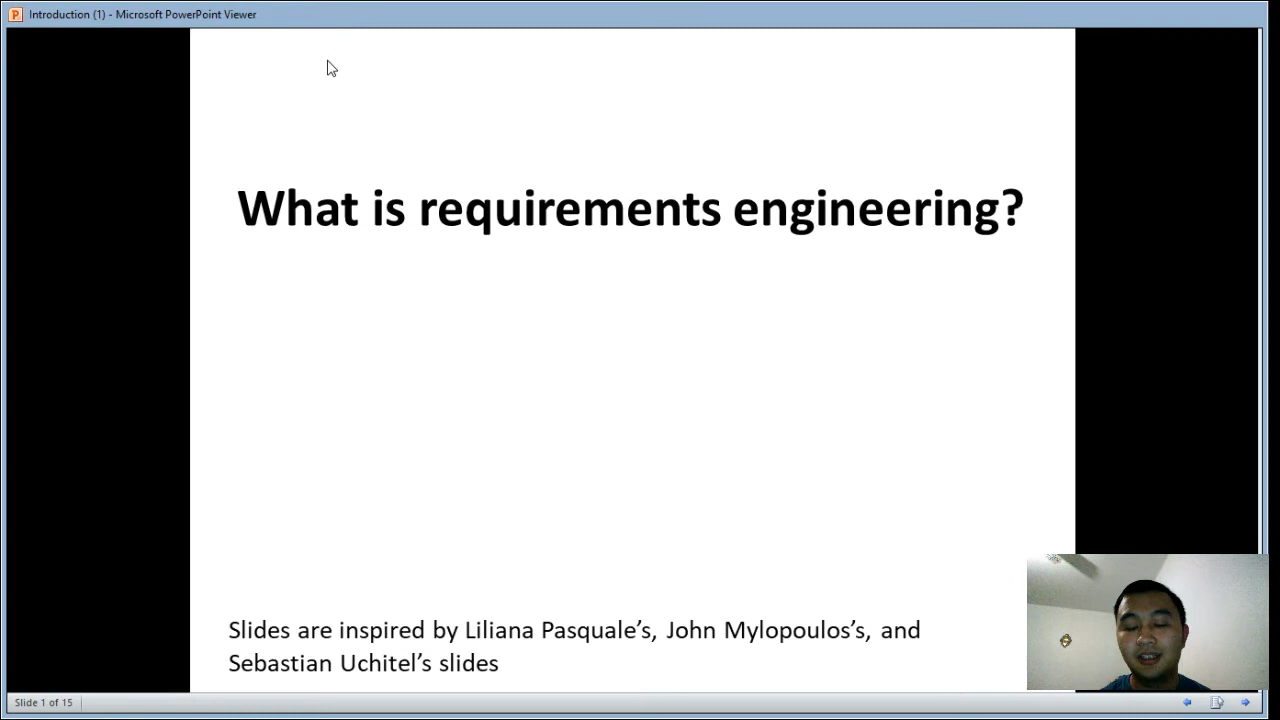 Introduction (1) - Microsoft PowerPoint Viewer
What is requirements engineering?
Slides are inspired by Liliana Pasquale’s, John Mylopoulos’s, and
Sebastian Uchitel’s slides
Slide 1 of 15